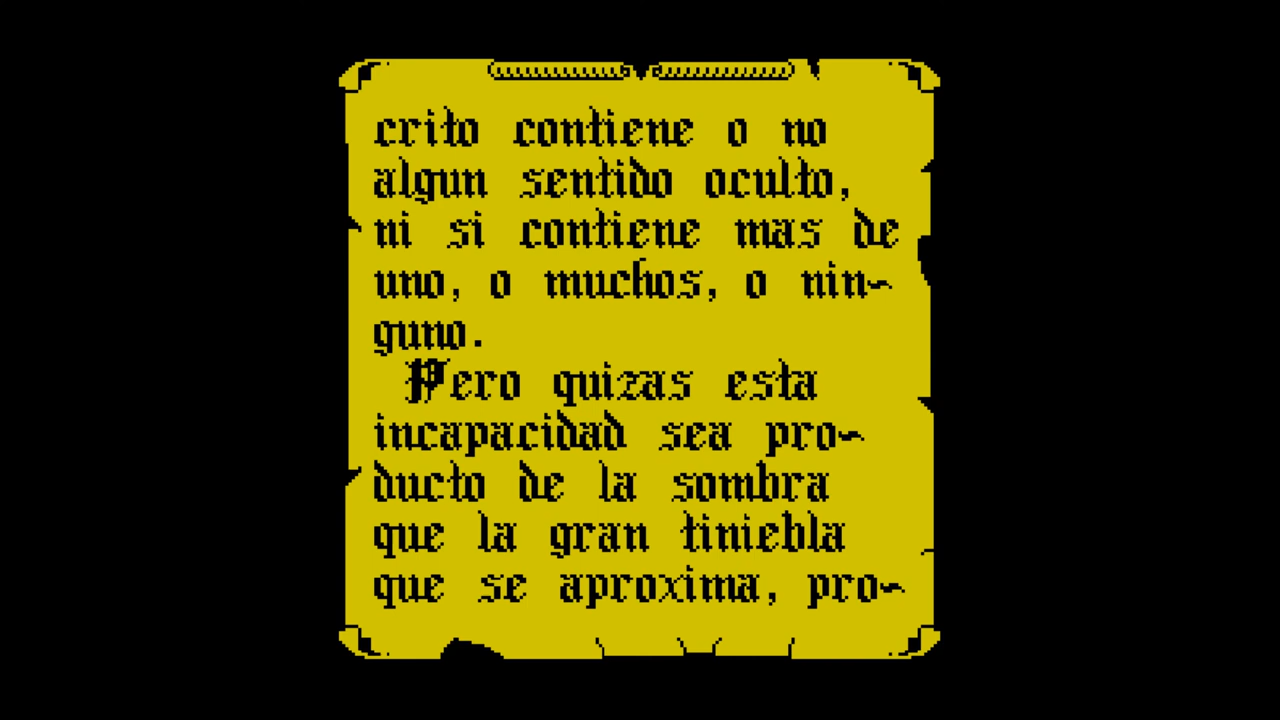 crito contiene o no
algun sentido oculto,
ni si contiene mas de
uno, o muchos, o nin-
guno.
Pero quizas esta
incapacidad sea pro-
ducto de la sombra
que la gran tiniebla
que se aproxima, pro-